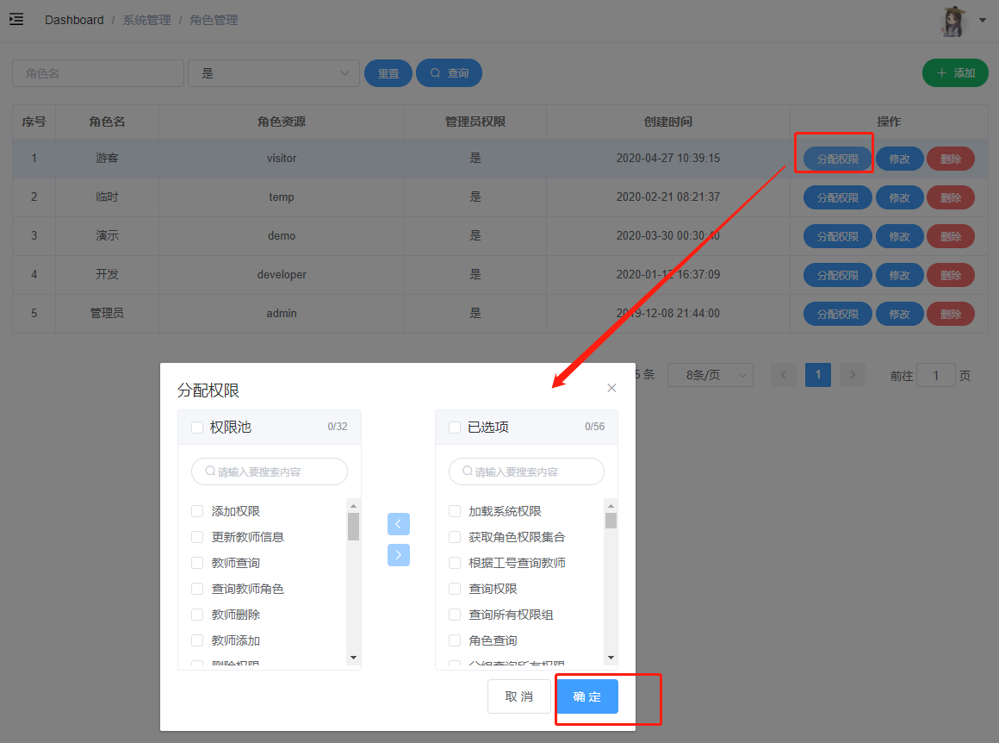 Dashboard / 系统管理 / 角色管理
角色名 是 重置 查询 添加
序号 角色名 角色资源 管理员权限 创建时间 操作
1 游客 visitor 是 2020-04-27 10:39:15 分配权限 修改 删除
2 临时 temp 是 2020-02-21 08:21:37 分配权限 修改 删除
3 演示 demo 是 2020-03-30 00:30:40 分配权限 修改 删除
4 开发 developer 是 2020-01-12 16:37:09 分配权限 修改 删除
5 管理员 admin 是 2019-12-08 21:44:00 分配权限 修改 删除
5 条 8条/页 1 前往 1 页
分配权限
权限池 0/32 已选项 0/56
请输入要搜索内容 请输入要搜索内容
添加权限 加载系统权限
更新教师信息 获取角色权限集合
教师查询 根据工号查询教师
查询教师角色 查询权限
教师删除 查询所有权限组
教师添加 角色查询
删除权限 分组查询所有权限
取 消 确 定